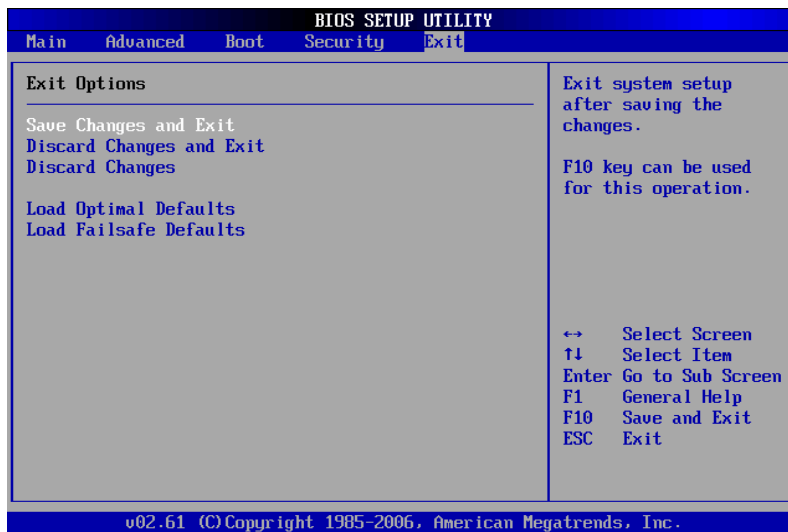 BIOS SETUP UTILITY
Main Advanced Boot Security Exit
Exit Options
Save Changes and Exit
Discard Changes and Exit
Discard Changes
Load Optimal Defaults
Load Failsafe Defaults
Exit system setup
after saving the
changes.
F10 key can be used
for this operation.
↔ Select Screen
↑↓ Select Item
Enter Go to Sub Screen
F1 General Help
F10 Save and Exit
ESC Exit
v02.61 (C)Copyright 1985-2006, American Megatrends, Inc.